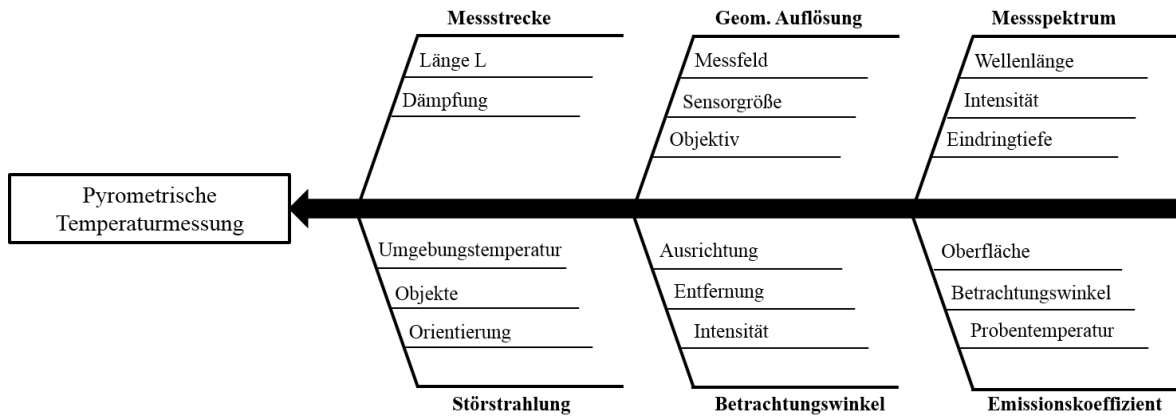 Messstrecke
Geom. Auflösung
Messspektrum
Länge L
Messfeld
Wellenlänge
Dämpfung
Sensorgröße
Intensität
Objektiv
Eindringtiefe
Pyrometrische
Temperaturmessung
Umgebungstemperatur
Ausrichtung
Oberfläche
Objekte
Entfernung
Betrachtungswinkel
Orientierung
Intensität
Probentemperatur
Störstrahlung
Betrachtungswinkel
Emissionskoeffizient